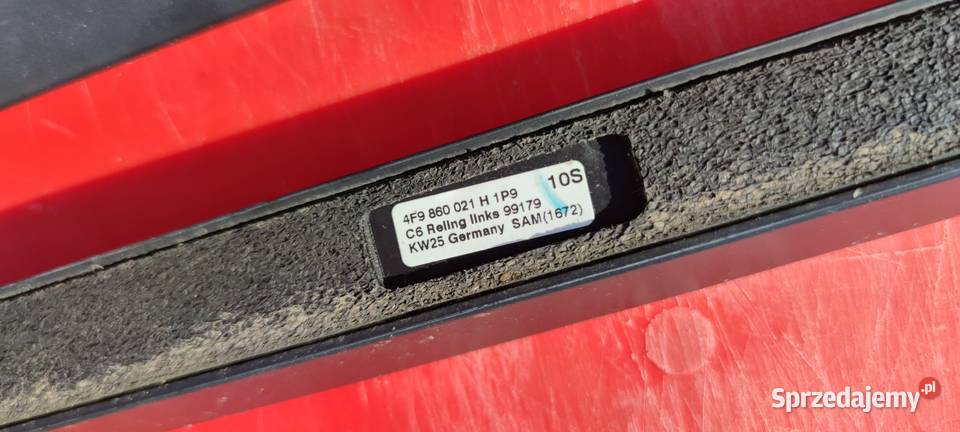 4F9 860 021 H 1P9 10S
C6 Reling links 99179
KW25 Germany SAM(1672)
Sprzedajemy.pl